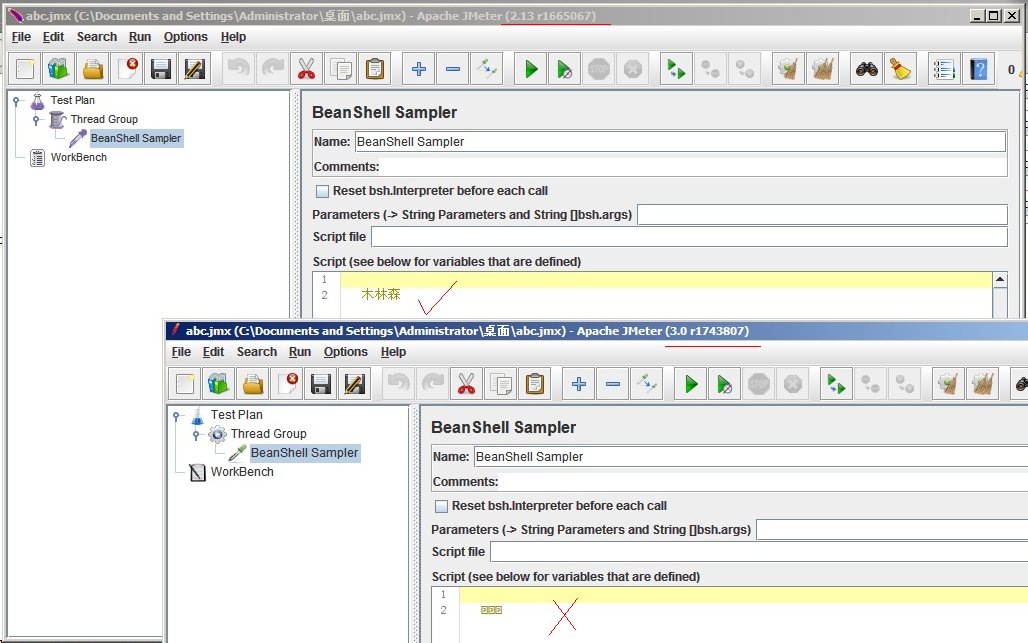 abc.jmx (C:\Documents and Settings\Administrator\桌面\abc.jmx) - Apache JMeter (2.13 r1665067)
File Edit Search Run Options Help
STOP
0
Test Plan
Thread Group
BeanShell Sampler
WorkBench
BeanShell Sampler
Name: BeanShell Sampler
Comments:
Reset bsh.Interpreter before each call
Parameters (-> String Parameters and String []bsh.args)
Script file
Script (see below for variables that are defined)
1
2 木林森
abc.jmx (C:\Documents and Settings\Administrator\桌面\abc.jmx) - Apache JMeter (3.0 r1743807)
File Edit Search Run Options Help
STOP
Test Plan
Thread Group
BeanShell Sampler
WorkBench
BeanShell Sampler
Name: BeanShell Sampler
Comments:
Reset bsh.Interpreter before each call
Parameters (-> String Parameters and String []bsh.args)
Script file
Script (see below for variables that are defined)
1
2